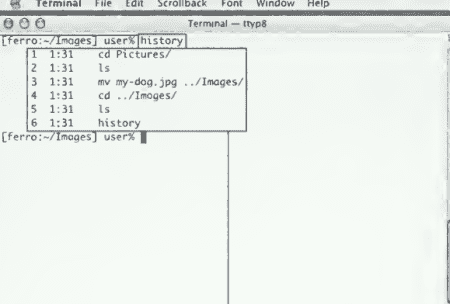 Terminal File Edit Scrollback Font Window Help
Terminal — ttyp8
[ferro:~/Images] user% history
1 1:31 cd Pictures/
2 1:31 ls
3 1:31 mv my-dog.jpg ../Images/
4 1:31 cd ../Images/
5 1:31 ls
6 1:31 history
[ferro:~/Images] user%